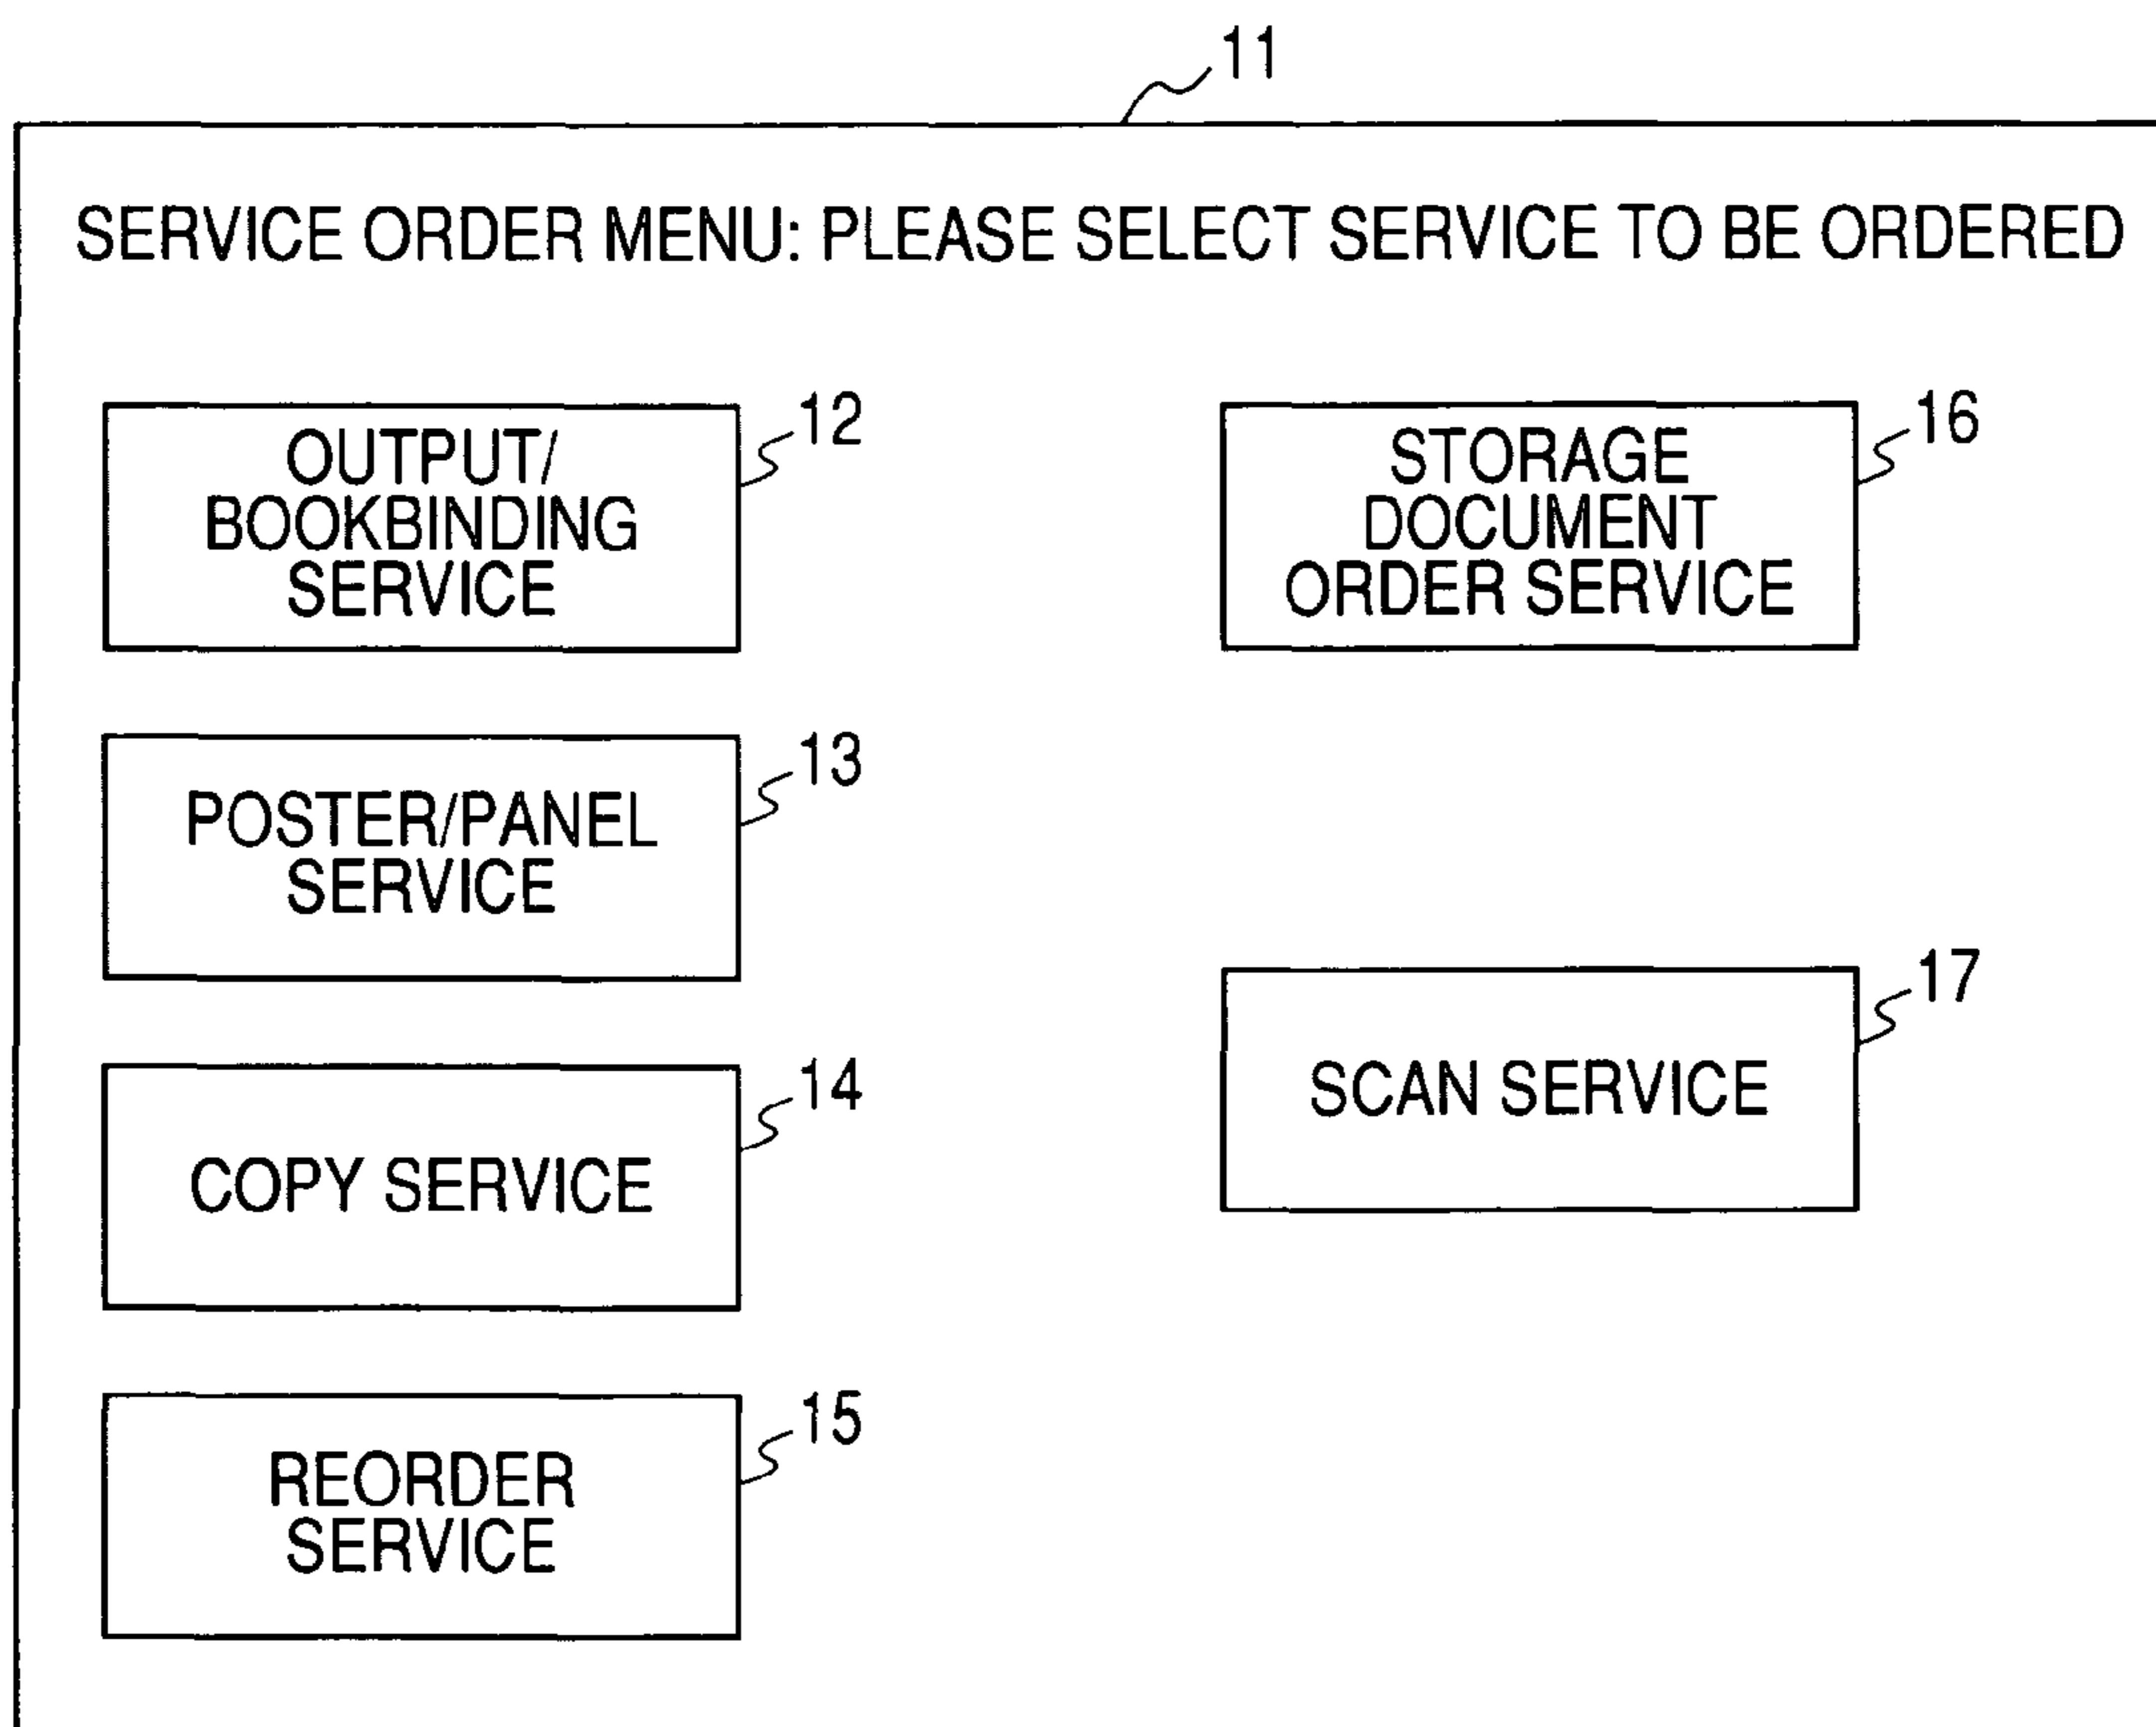 11
SERVICE ORDER MENU: PLEASE SELECT SERVICE TO BE ORDERED
12
OUTPUT/
BOOKBINDING
SERVICE
13
POSTER/PANEL
SERVICE
14
COPY SERVICE
15
REORDER
SERVICE
16
STORAGE
DOCUMENT
ORDER SERVICE
17
SCAN SERVICE